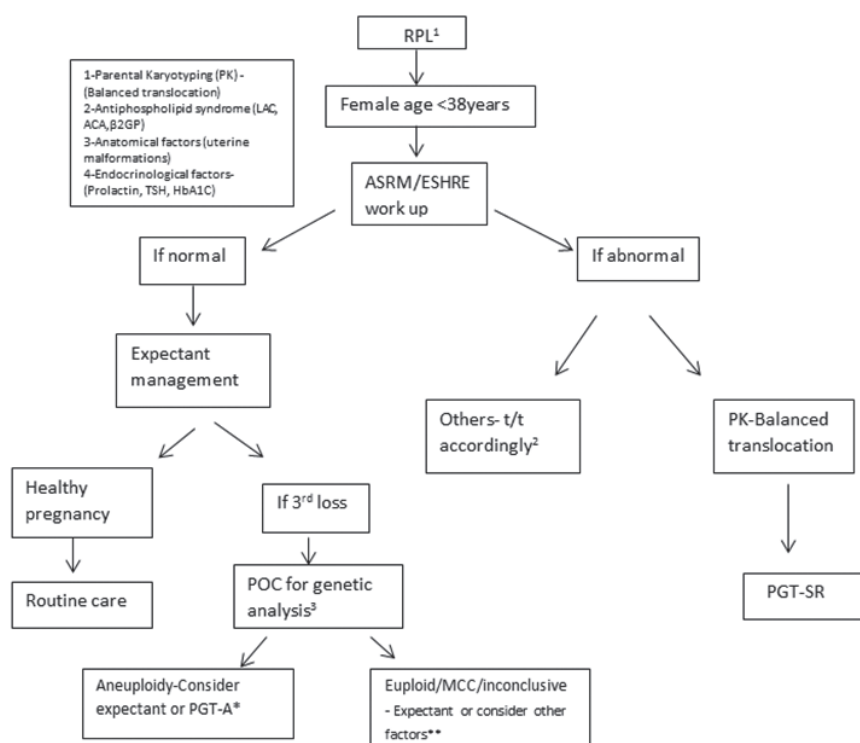 RPL¹
1-Parental Karyotyping (PK) -
(Balanced translocation)
2-Antiphospholipid syndrome (LAC,
ACA,β2GP)
3-Anatomical factors (uterine
malformations)
4-Endocrinological factors-
(Prolactin, TSH, HbA1C)
Female age <38years
ASRM/ESHRE
work up
If normal
If abnormal
Expectant
management
Others- t/t
accordingly²
PK-Balanced
translocation
Healthy
pregnancy
If 3rd loss
Routine care
POC for genetic
analysis³
PGT-SR
Aneuploidy-Consider
expectant or PGT-A*
Euploid/MCC/inconclusive
- Expectant or consider other
factors**